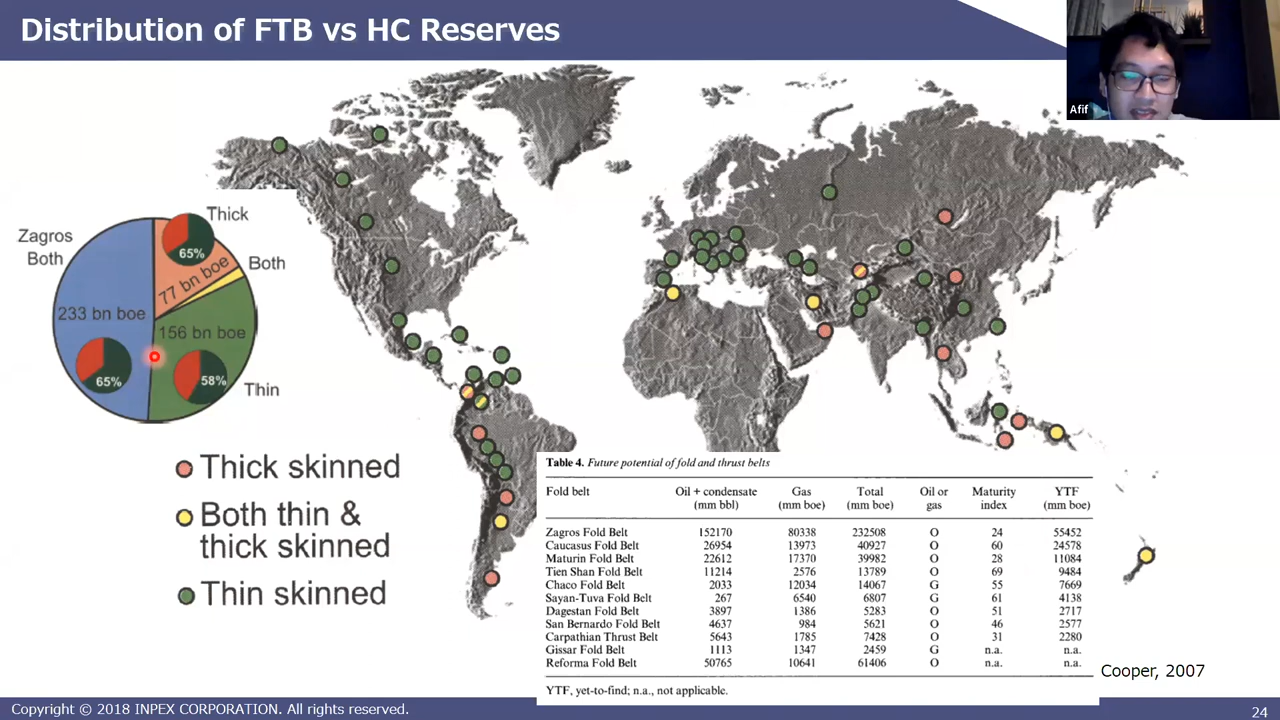 Distribution of FTB vs HC Reserves
Afif
Thick
65%
Zagros
Both
Both
77 bn boe
233 bn boe
156 bn boe
65%
58%
Thin
Thick skinned
Both thin &
thick skinned
Thin skinned
Table 4. Future potential of fold and thrust belts
Fold belt Oil + condensate (mm bbl) Gas (mm boe) Total (mm boe) Oil or gas Maturity index YTF (mm boe)
Zagros Fold Belt 152170 80338 232508 O 24 55452
Caucasus Fold Belt 26954 13973 40927 O 60 24578
Maturin Fold Belt 22612 17370 39982 O 28 11084
Tien Shan Fold Belt 11214 2576 13789 O 69 9484
Chaco Fold Belt 2033 12034 14067 G 55 7669
Sayan-Tuva Fold Belt 267 6540 6807 G 61 4138
Dagestan Fold Belt 3897 1386 5283 O 51 2717
San Bernardo Fold Belt 4637 984 5621 O 46 2577
Carpathian Thrust Belt 5643 1785 7428 O 31 2280
Gissar Fold Belt 1113 1347 2459 G n.a. n.a.
Reforma Fold Belt 50765 10641 61406 O n.a. n.a.
YTF, yet-to-find; n.a., not applicable.
Cooper, 2007
Copyright © 2018 INPEX CORPORATION. All rights reserved.
24